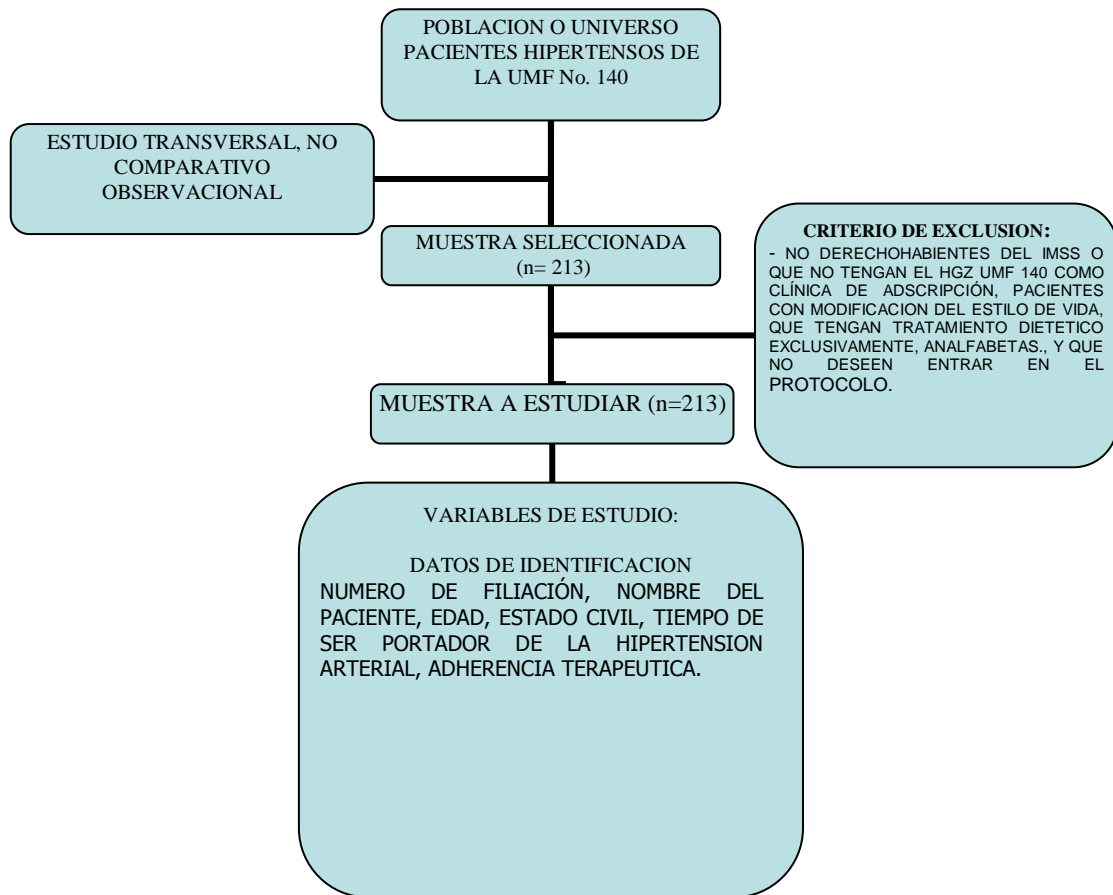 POBLACION O UNIVERSO
PACIENTES HIPERTENSOS DE
LA UMF No. 140
ESTUDIO TRANSVERSAL, NO
COMPARATIVO
OBSERVACIONAL
MUESTRA SELECCIONADA
(n= 213)
CRITERIO DE EXCLUSION:
- NO DERECHOHABIENTES DEL IMSS O
QUE NO TENGAN EL HGZ UMF 140 COMO
CLÍNICA DE ADSCRIPCIÓN, PACIENTES
CON MODIFICACION DEL ESTILO DE VIDA,
QUE TENGAN TRATAMIENTO DIETETICO
EXCLUSIVAMENTE, ANALFABETAS., Y QUE
NO DESEEN ENTRAR EN EL
PROTOCOLO.
MUESTRA A ESTUDIAR (n=213)
VARIABLES DE ESTUDIO:
DATOS DE IDENTIFICACION
NUMERO DE FILIACIÓN, NOMBRE DEL
PACIENTE, EDAD, ESTADO CIVIL, TIEMPO DE
SER PORTADOR DE LA HIPERTENSION
ARTERIAL, ADHERENCIA TERAPEUTICA.